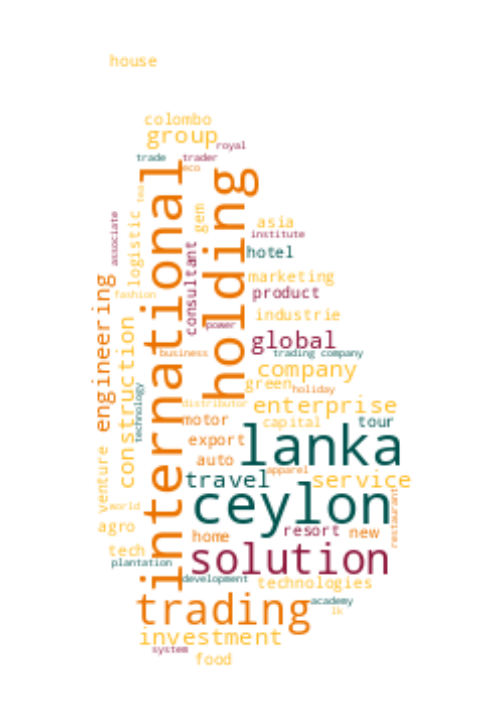 house
colombo
group
royal
trade
trader
eco
international
holding
tea
gem
associate
logistic
asia
institute
hotel
consultant
marketing
engineering
product
fashion
industrie
construction
power
global
business
trading company
company
green
holiday
technology
distributor
enterprise
motor
capital
tour
export
lanka
auto
apparel
venture
travel
service
world
ceylon
restaurant
agro
resort
new
home
tech
solution
plantation
development
technologies
trading
academy
lk
investment
system
food